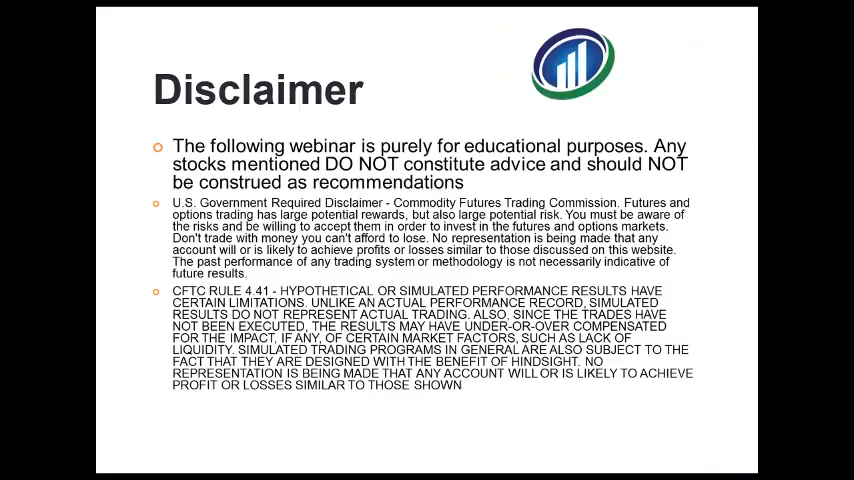 Disclaimer
The following webinar is purely for educational purposes. Any
stocks mentioned DO NOT constitute advice and should NOT
be construed as recommendations
U.S. Government Required Disclaimer - Commodity Futures Trading Commission. Futures and
options trading has large potential rewards, but also large potential risk. You must be aware of
the risks and be willing to accept them in order to invest in the futures and options markets.
Don't trade with money you can't afford to lose. No representation is being made that any
account will or is likely to achieve profits or losses similar to those discussed on this website.
The past performance of any trading system or methodology is not necessarily indicative of
future results.
CFTC RULE 4.41 - HYPOTHETICAL OR SIMULATED PERFORMANCE RESULTS HAVE
CERTAIN LIMITATIONS. UNLIKE AN ACTUAL PERFORMANCE RECORD, SIMULATED
RESULTS DO NOT REPRESENT ACTUAL TRADING. ALSO, SINCE THE TRADES HAVE
NOT BEEN EXECUTED, THE RESULTS MAY HAVE UNDER-OR-OVER COMPENSATED
FOR THE IMPACT, IF ANY, OF CERTAIN MARKET FACTORS, SUCH AS LACK OF
LIQUIDITY. SIMULATED TRADING PROGRAMS IN GENERAL ARE ALSO SUBJECT TO THE
FACT THAT THEY ARE DESIGNED WITH THE BENEFIT OF HINDSIGHT. NO
REPRESENTATION IS BEING MADE THAT ANY ACCOUNT WILL OR IS LIKELY TO ACHIEVE
PROFIT OR LOSSES SIMILAR TO THOSE SHOWN